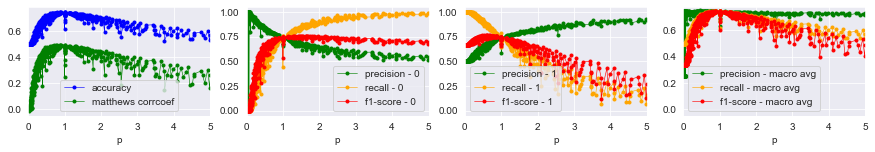 0.6
0.4
0.2
0.0
0 1 2 3 4 5
p
accuracy
matthews corrcoef
1.00
0.75
0.50
0.25
0.00
0 1 2 3 4 5
p
precision - 0
recall - 0
f1-score - 0
1.00
0.75
0.50
0.25
0.00
0 1 2 3 4 5
p
precision - 1
recall - 1
f1-score - 1
0.6
0.4
0.2
0.0
0 1 2 3 4 5
p
precision - macro avg
recall - macro avg
f1-score - macro avg